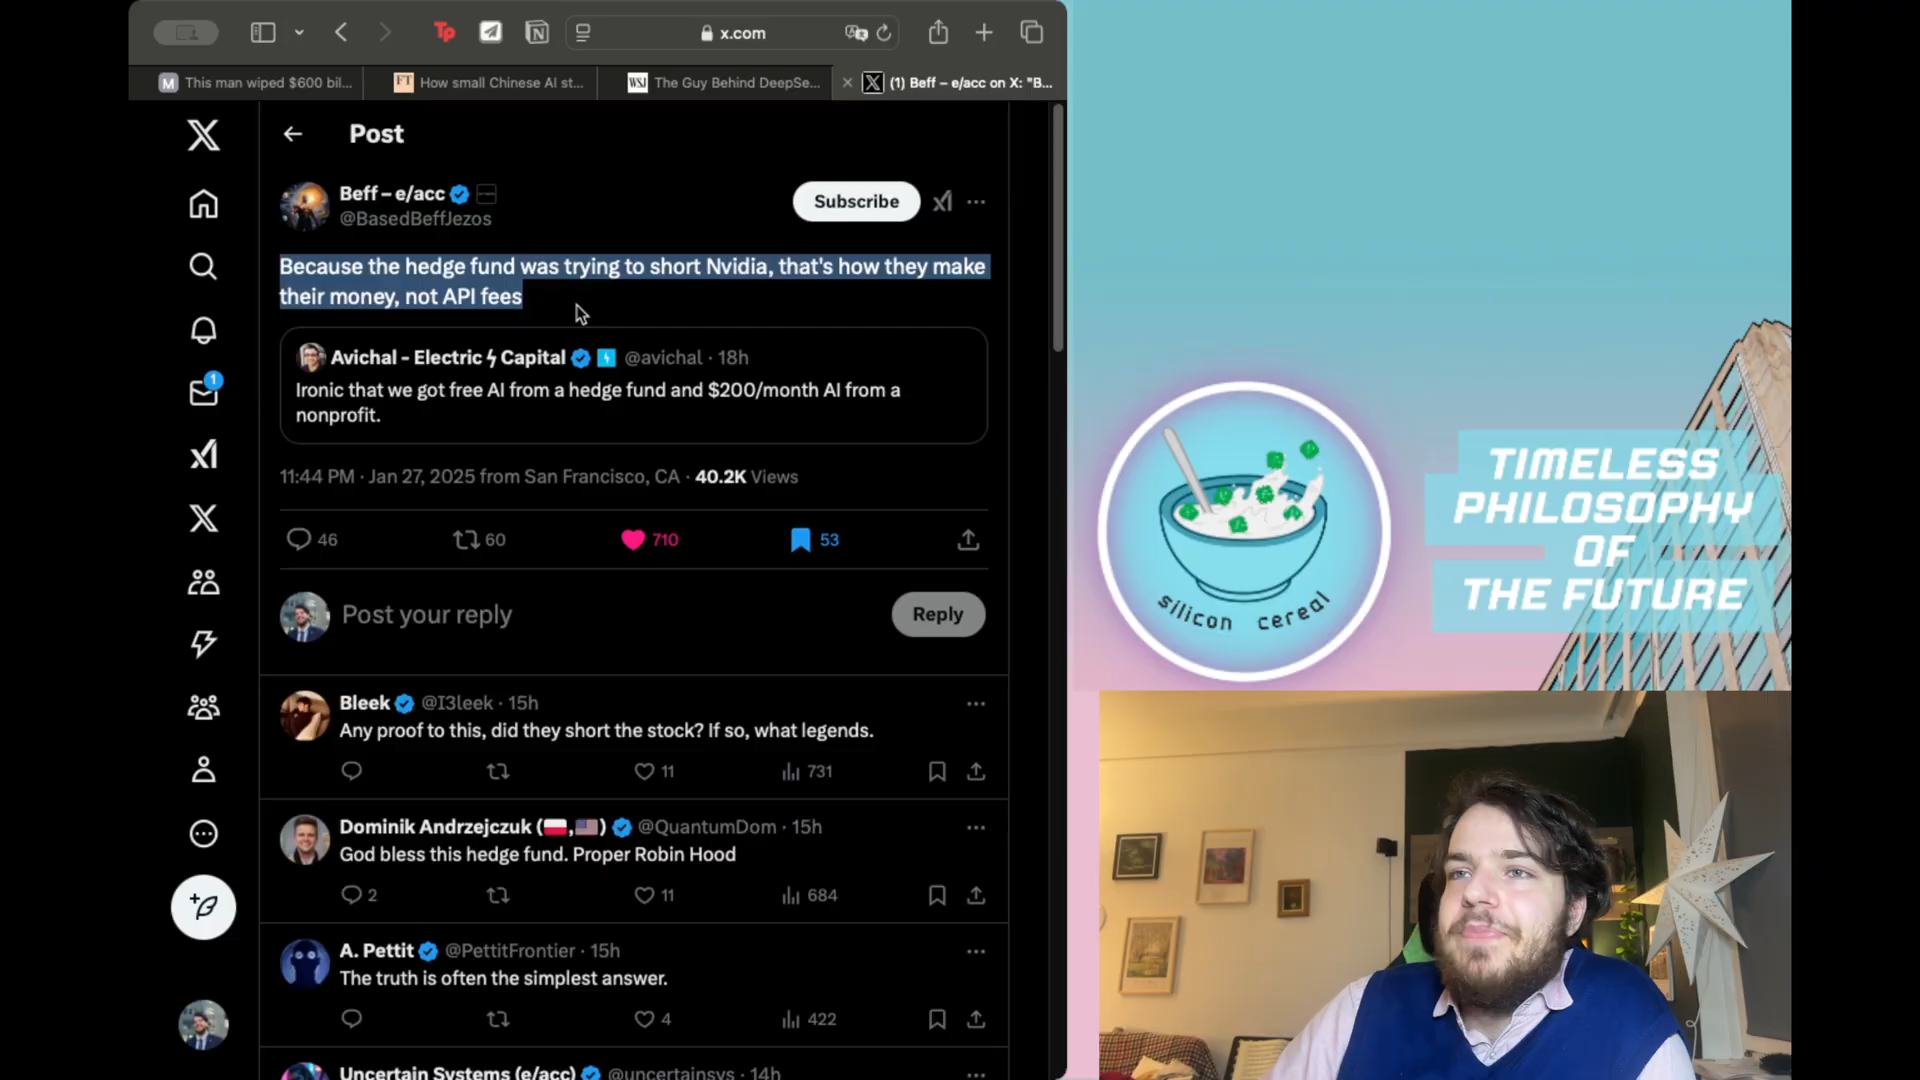 Tp
N
x.com
M This man wiped $600 bil...
FT How small Chinese AI st...
WSJ The Guy Behind DeepSe...
(1) Beff – e/acc on X: "B...
Post
Beff – e/acc
@BasedBeffJezos
Subscribe
Because the hedge fund was trying to short Nvidia, that's how they make
their money, not API fees
Avichal - Electric ϟ Capital @avichal · 18h
Ironic that we got free AI from a hedge fund and $200/month AI from a
nonprofit.
11:44 PM · Jan 27, 2025 from San Francisco, CA · 40.2K Views
46 60 710 53
1
Post your reply
Reply
Bleek @I3leek · 15h
Any proof to this, did they short the stock? If so, what legends.
11 731
Dominik Andrzejczuk (🇵🇱,🇺🇸) @QuantumDom · 15h
God bless this hedge fund. Proper Robin Hood
2 11 684
A. Pettit @PettitFrontier · 15h
The truth is often the simplest answer.
4 422
Uncertain Systems (e/acc) @uncertainsys · 14h
silicon cereal
TIMELESS
PHILOSOPHY
OF
THE FUTURE